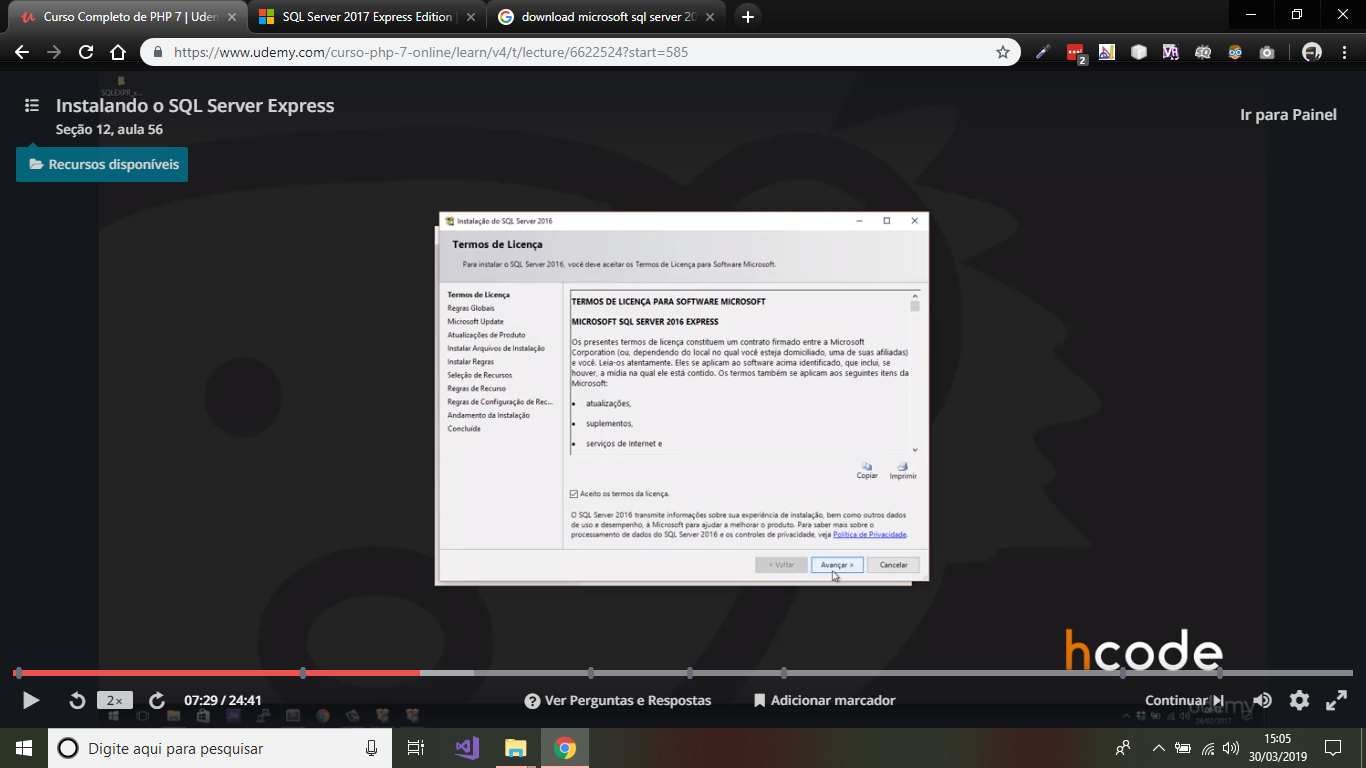 Curso Completo de PHP 7 | Uden
SQL Server 2017 Express Edition
download microsoft sql server 20
https://www.udemy.com/curso-php-7-online/learn/v4/t/lecture/6622524?start=585
2
SQLEXPR_x...
Instalando o SQL Server Express
Seção 12, aula 56
Ir para Painel
Recursos disponíveis
Instalação do SQL Server 2016
Termos de Licença
Para instalar o SQL Server 2016, você deve aceitar os Termos de Licença para Software Microsoft.
Termos de Licença
Regras Globais
Microsoft Update
Atualizações de Produto
Instalar Arquivos de Instalação
Instalar Regras
Seleção de Recursos
Regras de Recurso
Regras de Configuração de Rec...
Andamento da Instalação
Concluída
TERMOS DE LICENÇA PARA SOFTWARE MICROSOFT
MICROSOFT SQL SERVER 2016 EXPRESS
Os presentes termos de licença constituem um contrato firmado entre a Microsoft
Corporation (ou, dependendo do local no qual você esteja domiciliado, uma de suas afiliadas)
e você. Leia-os atentamente. Eles se aplicam ao software acima identificado, que inclui, se
houver, a mídia na qual ele está contido. Os termos também se aplicam aos seguintes itens da
Microsoft:
• atualizações,
• suplementos,
• serviços de Internet e
Copiar
Imprimir
Aceito os termos da licença.
O SQL Server 2016 transmite informações sobre sua experiência de instalação, bem como outros dados
de uso e desempenho, à Microsoft para ajudar a melhorar o produto. Para saber mais sobre o
processamento de dados do SQL Server 2016 e os controles de privacidade, veja Política de Privacidade.
< Voltar
Avançar >
Cancelar
hcode
2×
07:29 / 24:41
Ver Perguntas e Respostas
Adicionar marcador
Continuar
udemy
24/02/2017
Digite aqui para pesquisar
15:05
30/03/2019